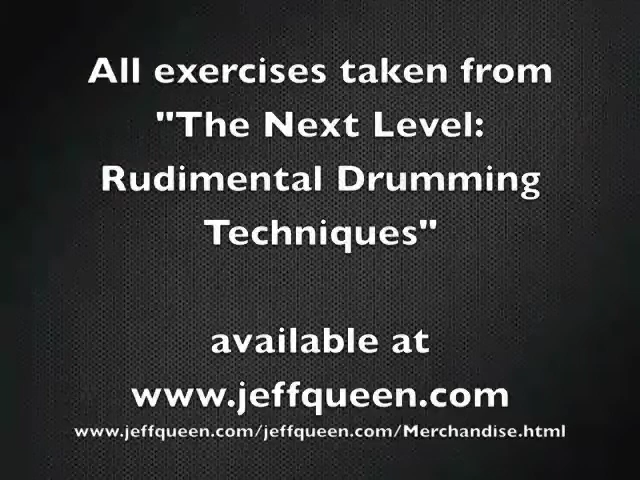 All exercises taken from
"The Next Level:
Rudimental Drumming
Techniques"
available at
www.jeffqueen.com
www.jeffqueen.com/jeffqueen.com/Merchandise.html